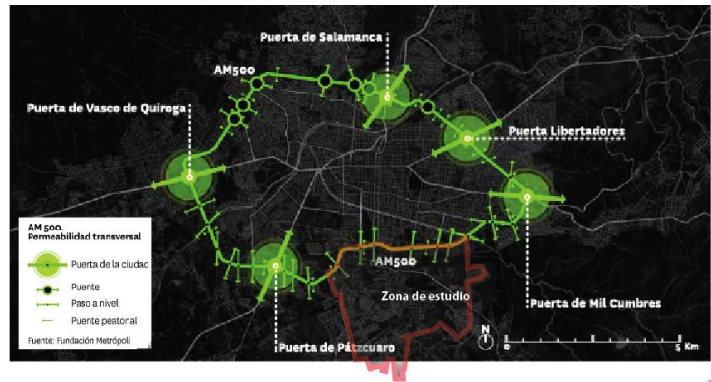 Puerta de Salamanca
AM500
Puerta de Vasco de Quiroga
Puerta Libertadores
AM 500.
Permeabilidad transversal
Puerta de la ciudad
Puente
Paso a nivel
Puente peatonal
Fuente: Fundación Metrópoli
AM500
Zona de estudio
Puerta de Mil Cumbres
Puerta de Pátzcuaro
N
0
5 Km